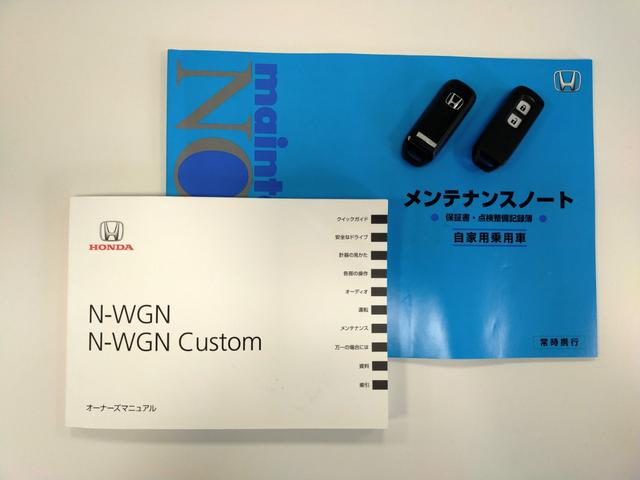 mainte
NO
メンテナンスノート
保証書・点検整備記録簿
自家用乗用車
常時携行
HONDA
N-WGN
N-WGN Custom
オーナーズマニュアル
クイックガイド
安全なドライブ
計器の見かた
各部の操作
オーディオ
運転
メンテナンス
万一の場合には
資料
索引